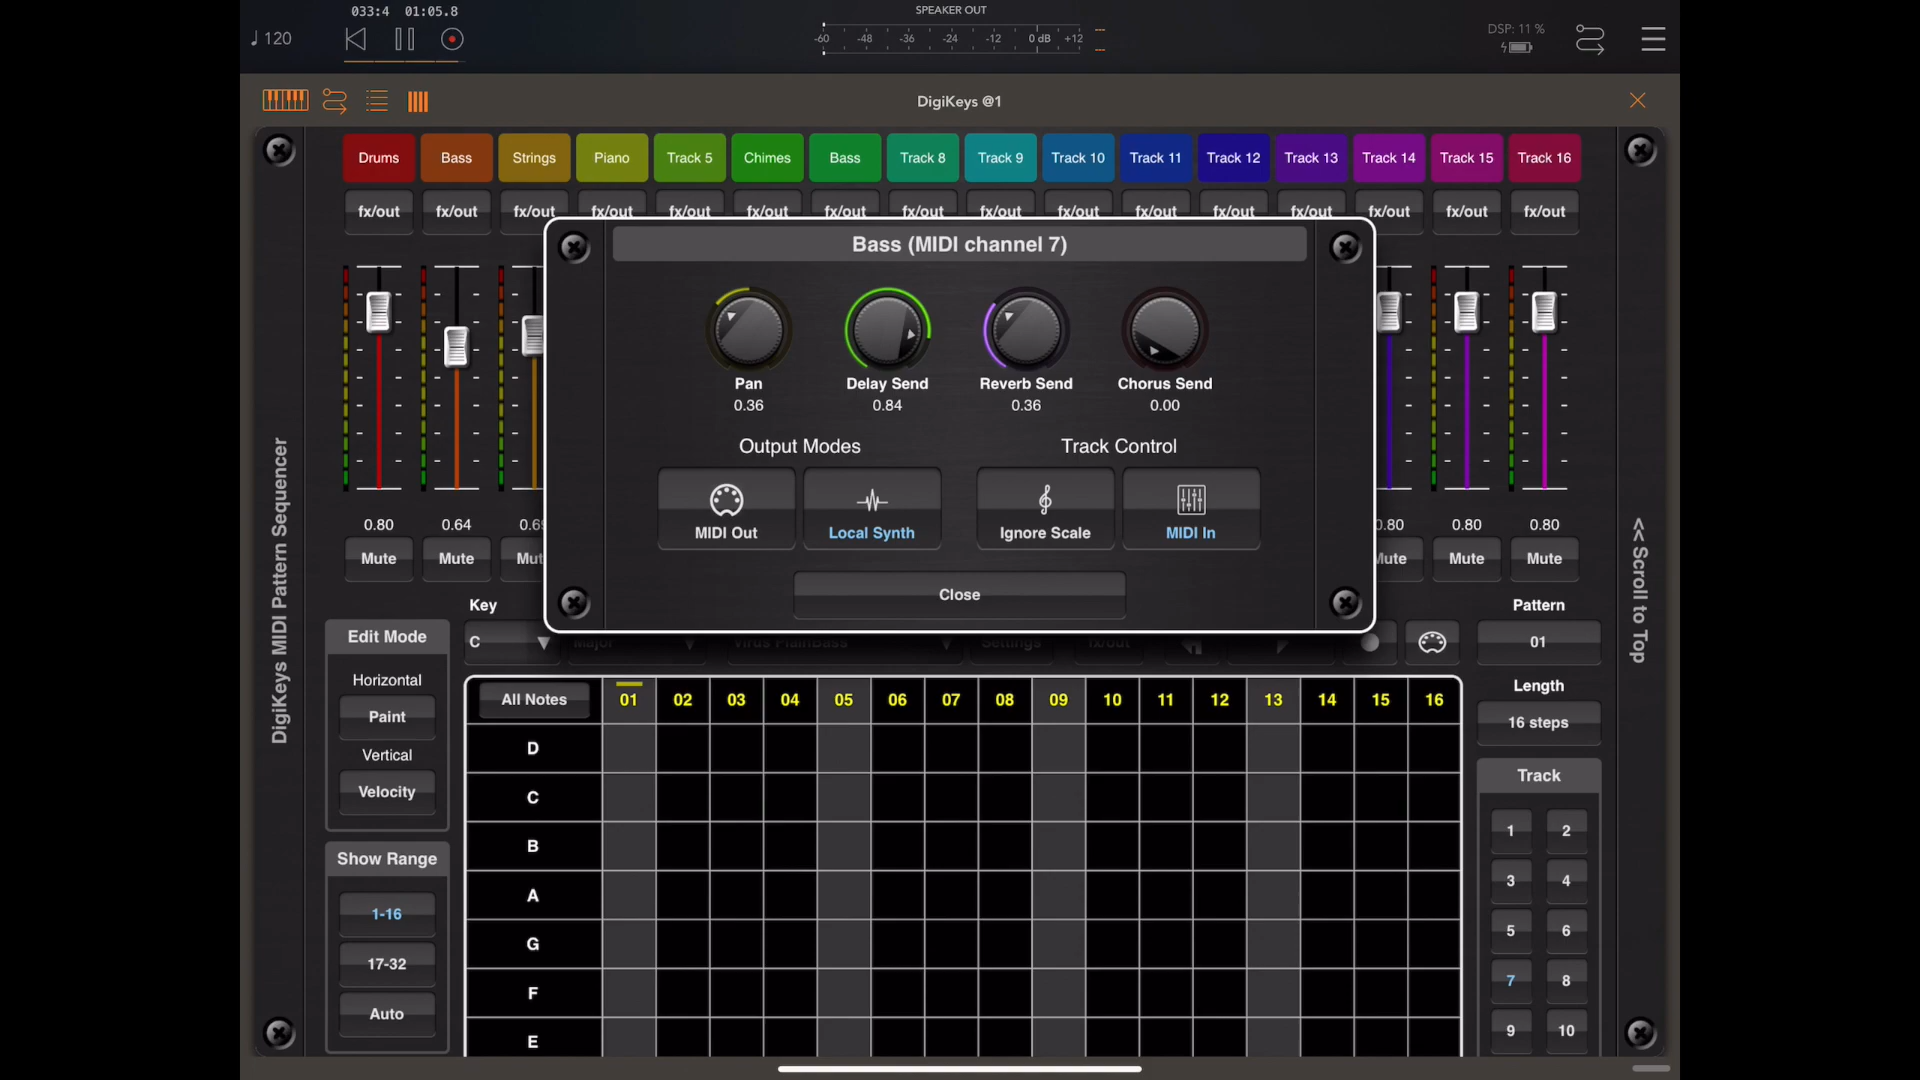 033:4 01:05.8
SPEAKER OUT
♩120
-60 -48 -36 -24 -12 0 dB +12
DSP: 11 %
DigiKeys @1
Drums Bass Strings Piano Track 5 Chimes Bass Track 8 Track 9 Track 10 Track 11 Track 12 Track 13 Track 14 Track 15 Track 16
fx/out fx/out fx/out fx/out fx/out fx/out fx/out fx/out fx/out fx/out fx/out fx/out fx/out fx/out fx/out fx/out
Bass (MIDI channel 7)
Pan Delay Send Reverb Send Chorus Send
0.36 0.84 0.36 0.00
Output Modes Track Control
MIDI Out Local Synth Ignore Scale MIDI In
Close
0.80 0.64 0.80 0.80 0.80
Mute Mute Mut Mute Mute Mute
DigiKeys MIDI Pattern Sequencer
<< Scroll to Top
Key
C Major Virus PlainBass Settings fx/out
Pattern
01
Length
16 steps
Edit Mode
Horizontal
Paint
Vertical
Velocity
Show Range
1-16
17-32
Auto
All Notes 01 02 03 04 05 06 07 08 09 10 11 12 13 14 15 16
D
C
B
A
G
F
E
Track
1 2
3 4
5 6
7 8
9 10